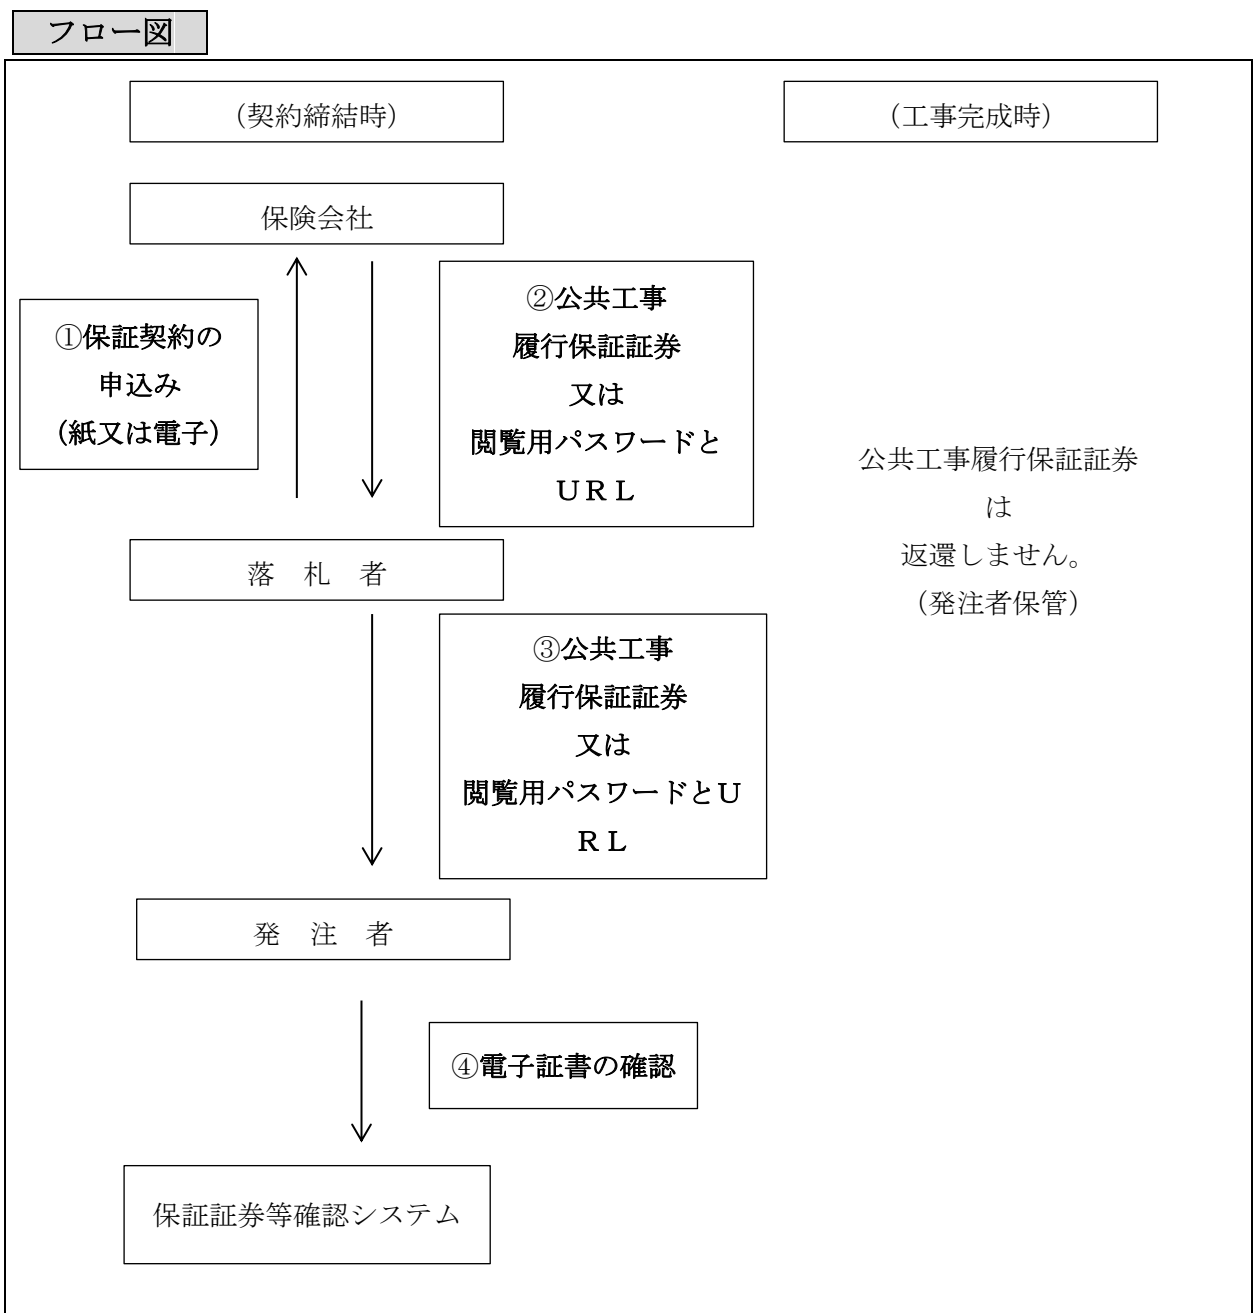 フロー図
（契約締結時）
（工事完成時）
保険会社
①保証契約の
申込み
（紙又は電子）
②公共工事
履行保証証券
又は
閲覧用パスワードと
ＵＲＬ
公共工事履行保証証券
は
返還しません。
（発注者保管）
落　札　者
③公共工事
履行保証証券
又は
閲覧用パスワードとＵ
ＲＬ
発　注　者
④電子証書の確認
保証証券等確認システム